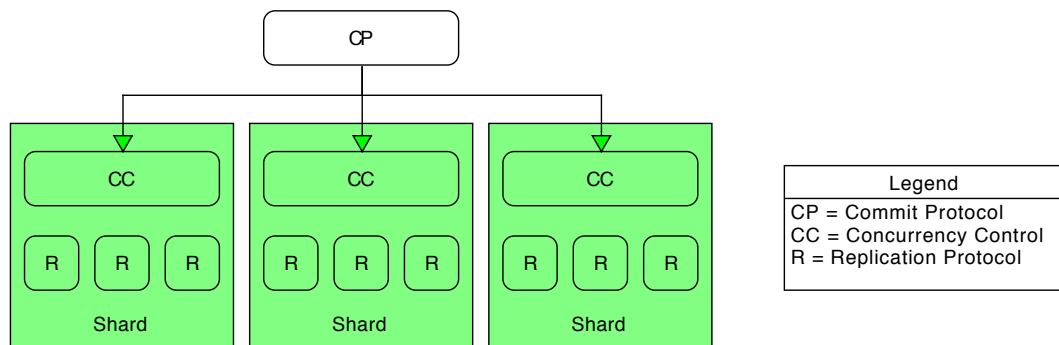 CP
CC CC CC
R R R R R R R R R
Shard Shard Shard
Legend
CP = Commit Protocol
CC = Concurrency Control
R = Replication Protocol